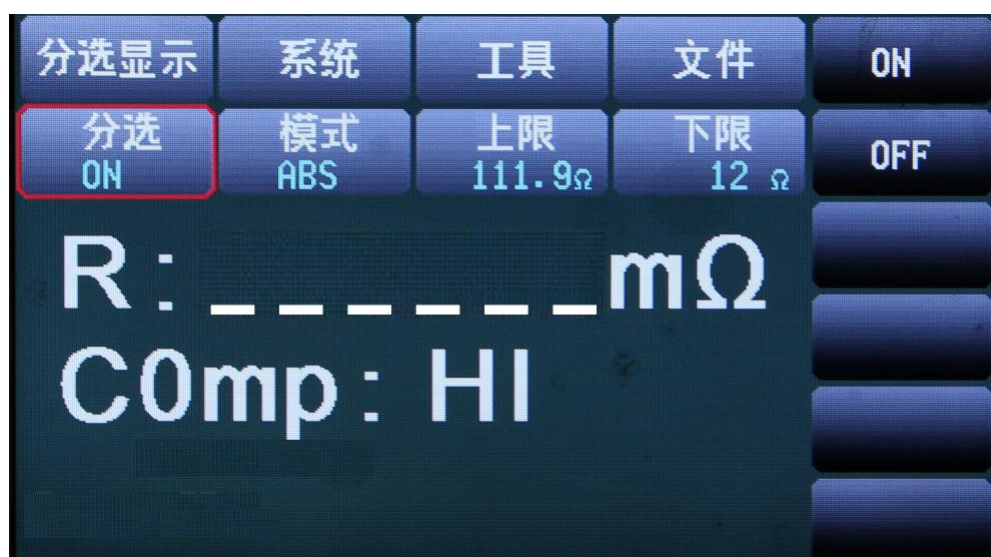 分选显示 系统 工具 文件 ON
分选 模式 上限 下限 OFF
ON ABS 111.9Ω 12 Ω
R: _ _ _ _ _ _ mΩ
C0mp: HI